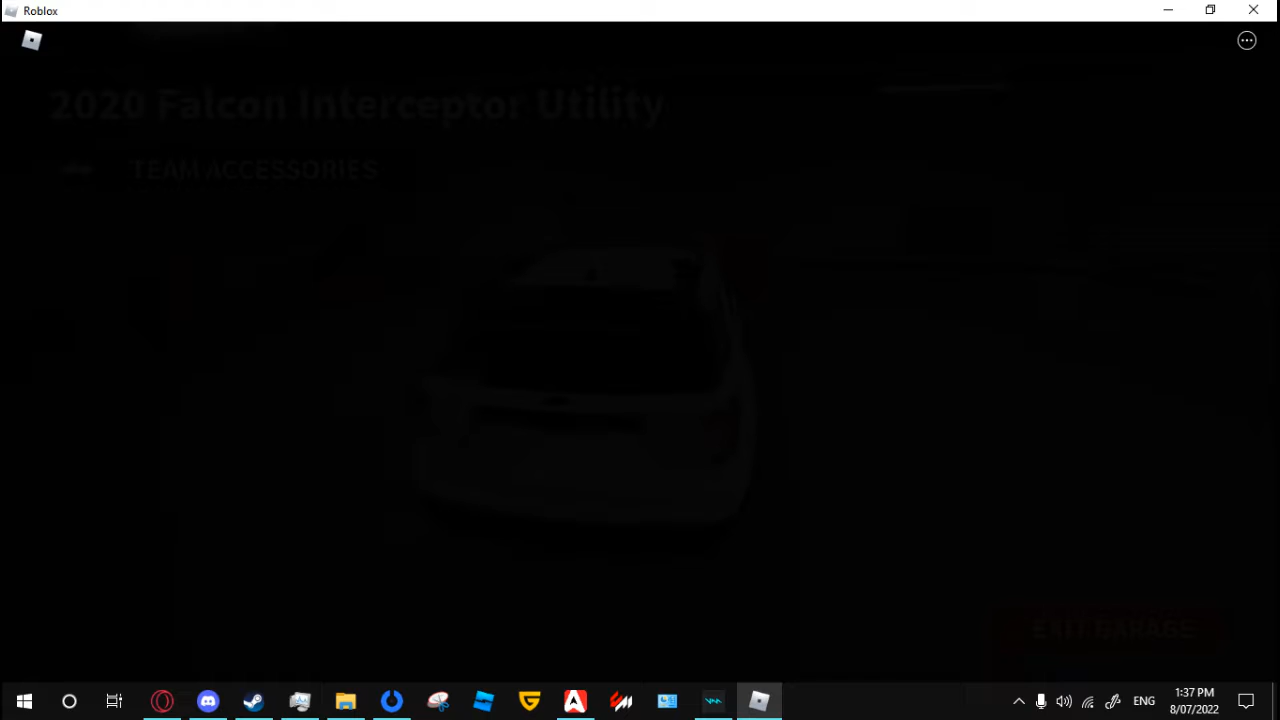 Roblox
2020 Falcon Interceptor Utility
TEAM ACCESSORIES
EXIT GARAGE
ENG
1:37 PM
8/07/2022